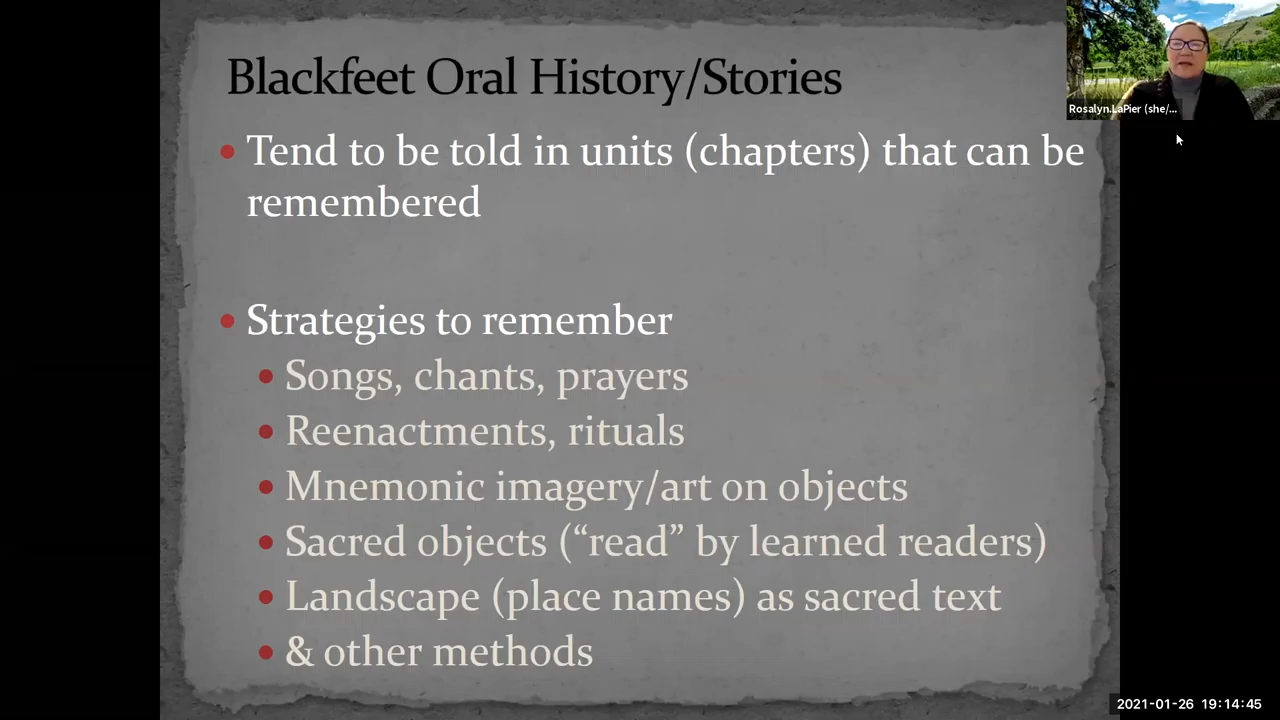 Blackfeet Oral History/Stories
Rosalyn.LaPier (she/...
• Tend to be told in units (chapters) that can be
remembered
• Strategies to remember
• Songs, chants, prayers
• Reenactments, rituals
• Mnemonic imagery/art on objects
• Sacred objects (“read” by learned readers)
• Landscape (place names) as sacred text
• & other methods
2021-01-26 19:14:45